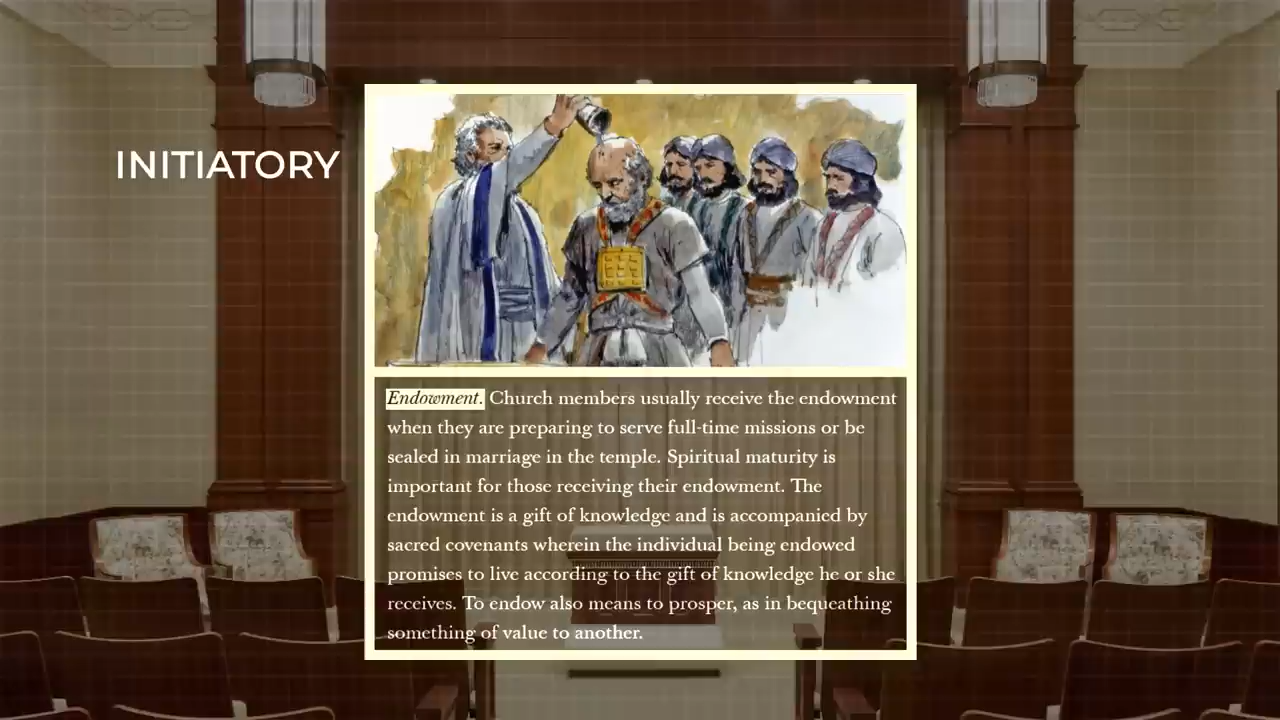 INITIATORY
Endowment. Church members usually receive the endowment
when they are preparing to serve full-time missions or be
sealed in marriage in the temple. Spiritual maturity is
important for those receiving their endowment. The
endowment is a gift of knowledge and is accompanied by
sacred covenants wherein the individual being endowed
promises to live according to the gift of knowledge he or she
receives. To endow also means to prosper, as in bequeathing
something of value to another.